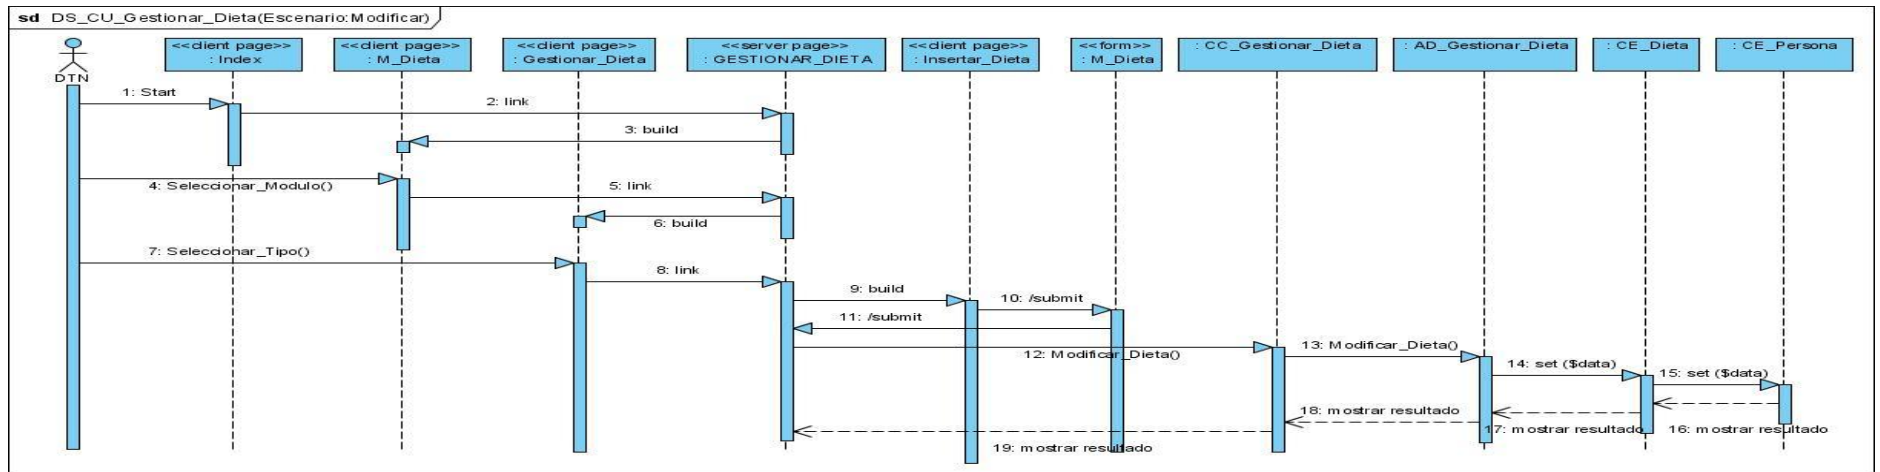 sd DS_CU_Gestionar_Dieta(Escenario:Modificar)
<<client page>>
: Index
<<client page>>
: M_Dieta
<<client page>>
: Gestionar_Dieta
<<server page>>
: GESTIONAR_DIETA
<<client page>>
: Insertar_Dieta
<<form>>
: M_Dieta
: CC_Gestionar_Dieta
: AD_Gestionar_Dieta
: CE_Dieta
: CE_Persona
DTN
1: Start
2: link
3: build
4: Seleccionar_Modulo()
5: link
6: build
7: Seleccionar_Tipo()
8: link
9: build
10: /submit
11: /submit
12: Modificar_Dieta()
13: Modificar_Dieta()
14: set ($data)
15: set ($data)
18: mostrar resultado
17: mostrar resultado
16: mostrar resultado
19: mostrar resultado